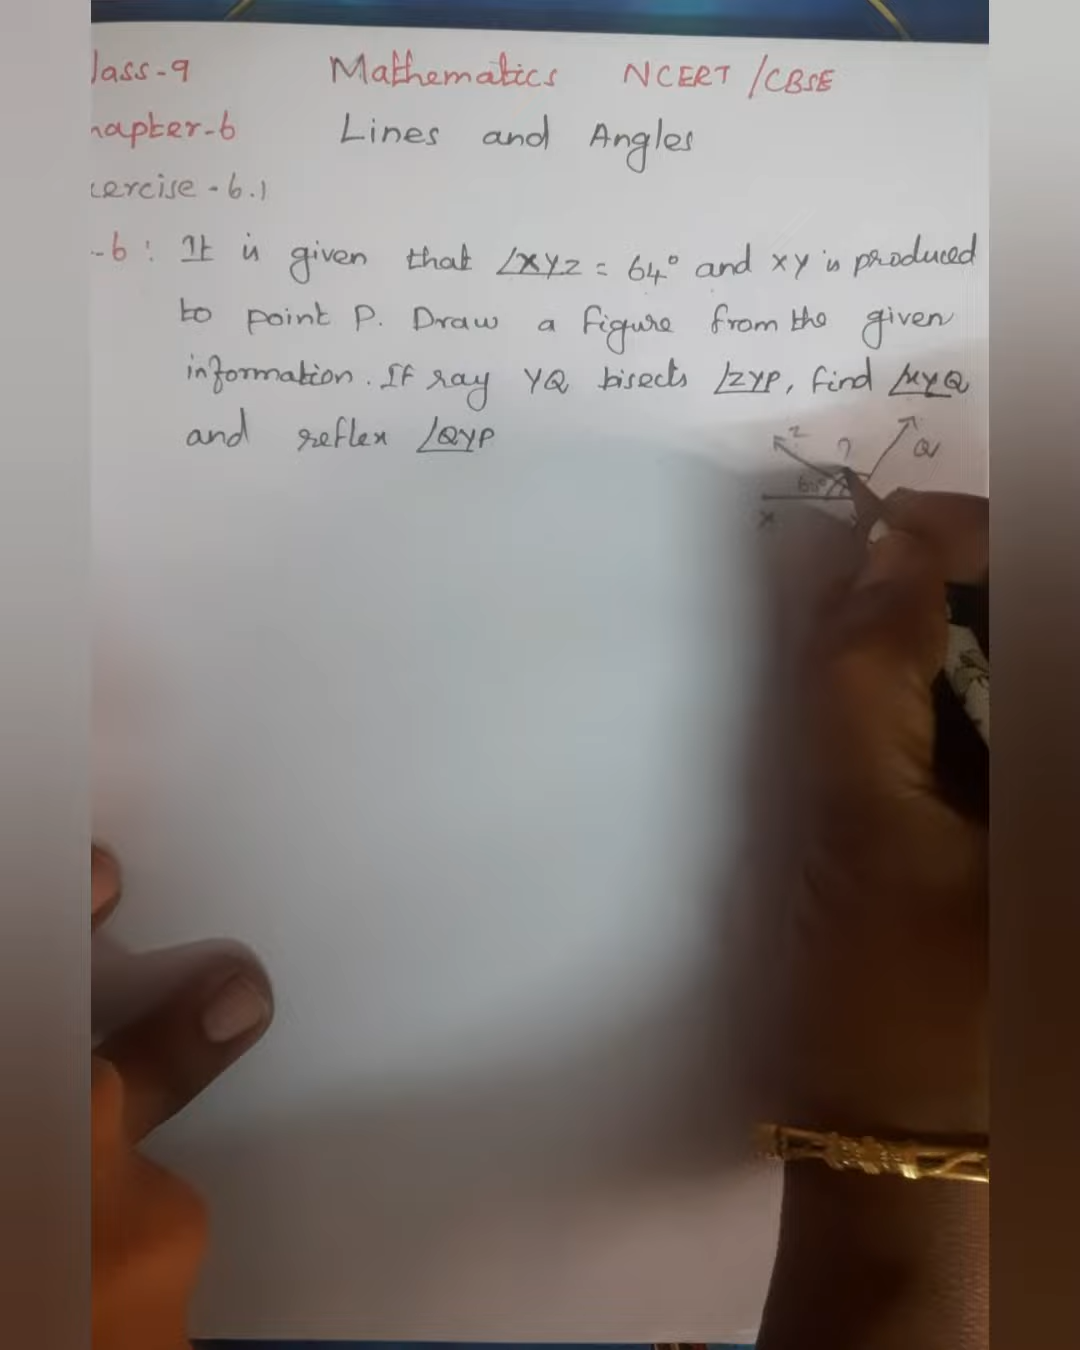 lass-9 Mathematics NCERT /CBSE
hapter-6 Lines and Angles
ercise-6.1
-6: It is given that ∠XYZ = 64° and XY is produced
to point P. Draw a figure from the given
information. If ray YQ bisects ∠ZYP, find ∠XYQ
and reflex ∠QYP
Z ? Q
X